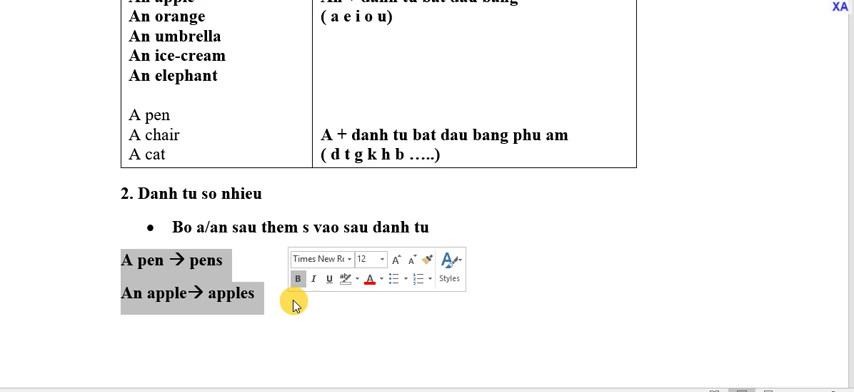 An orange
( a e i o u)
An umbrella
An ice-cream
An elephant
A pen
A chair
A + danh tu bat dau bang phu am
A cat
( d t g k h b …..)
2. Danh tu so nhieu
• Bo a/an sau them s vao sau danh tu
A pen → pens
An apple→ apples
Times New Ro
12
B I U
Styles
XA